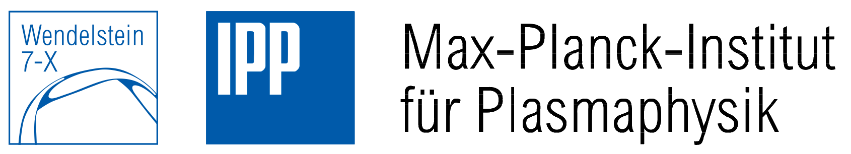 Wendelstein
7-X
IPP
Max-Planck-Institut
für Plasmaphysik